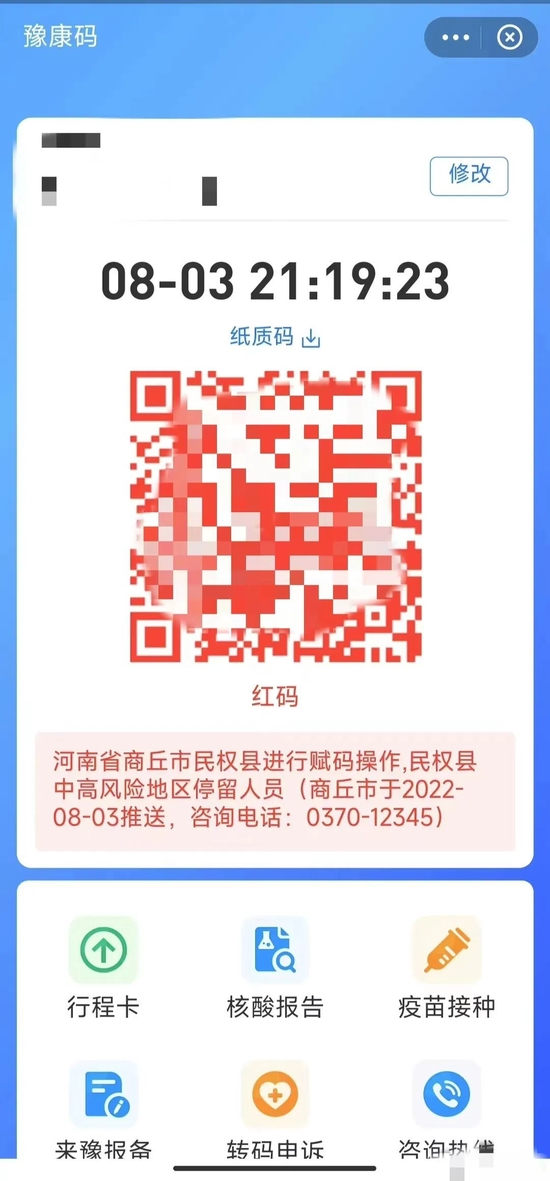 豫康码
修改
08-03 21:19:23
纸质码
红码
河南省商丘市民权县进行赋码操作,民权县
中高风险地区停留人员（商丘市于2022-
08-03推送，咨询电话：0370-12345）
行程卡
核酸报告
疫苗接种
来豫报备
转码申诉
咨询热线